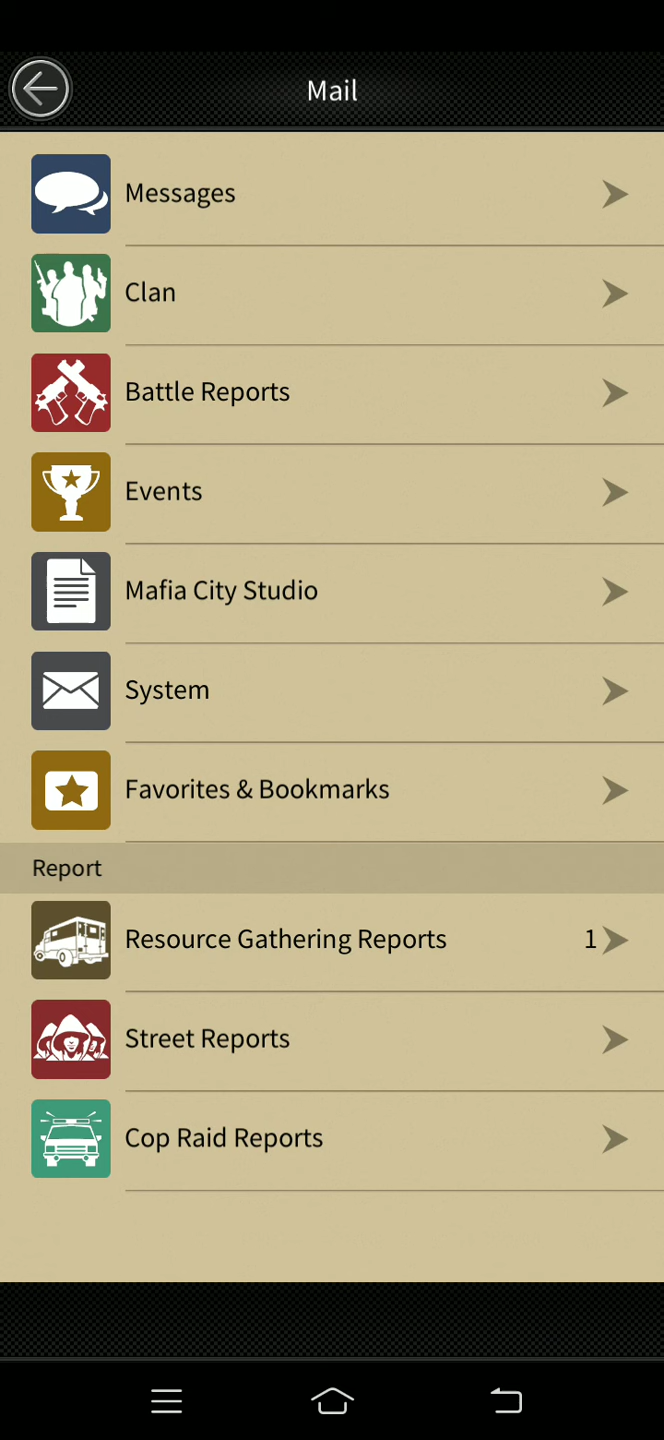 Mail
Messages
Clan
Battle Reports
Events
Mafia City Studio
System
Favorites & Bookmarks
Report
Resource Gathering Reports 1
Street Reports
Cop Raid Reports